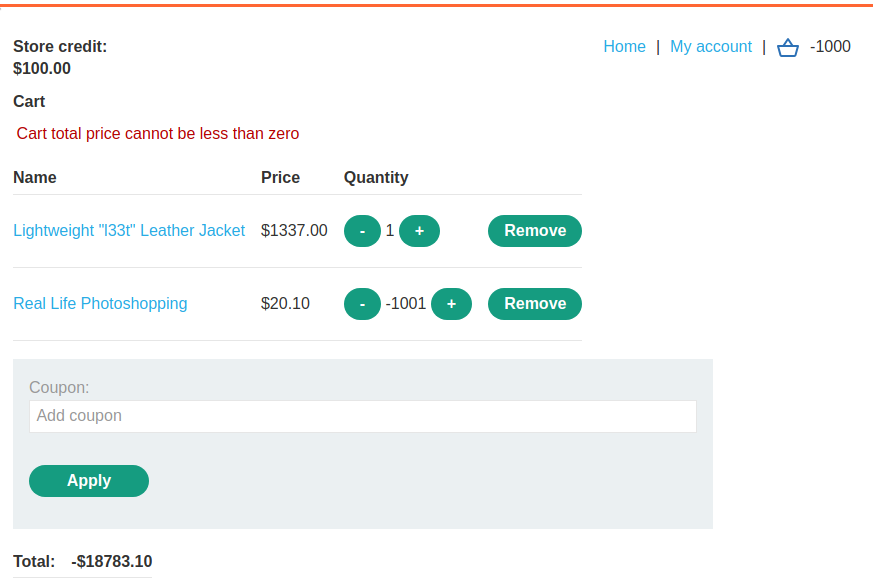 Store credit:
$100.00
Home | My account | -1000
Cart
Cart total price cannot be less than zero
Name Price Quantity
Lightweight "l33t" Leather Jacket $1337.00 - 1 + Remove
Real Life Photoshopping $20.10 - -1001 + Remove
Coupon:
Add coupon
Apply
Total: -$18783.10